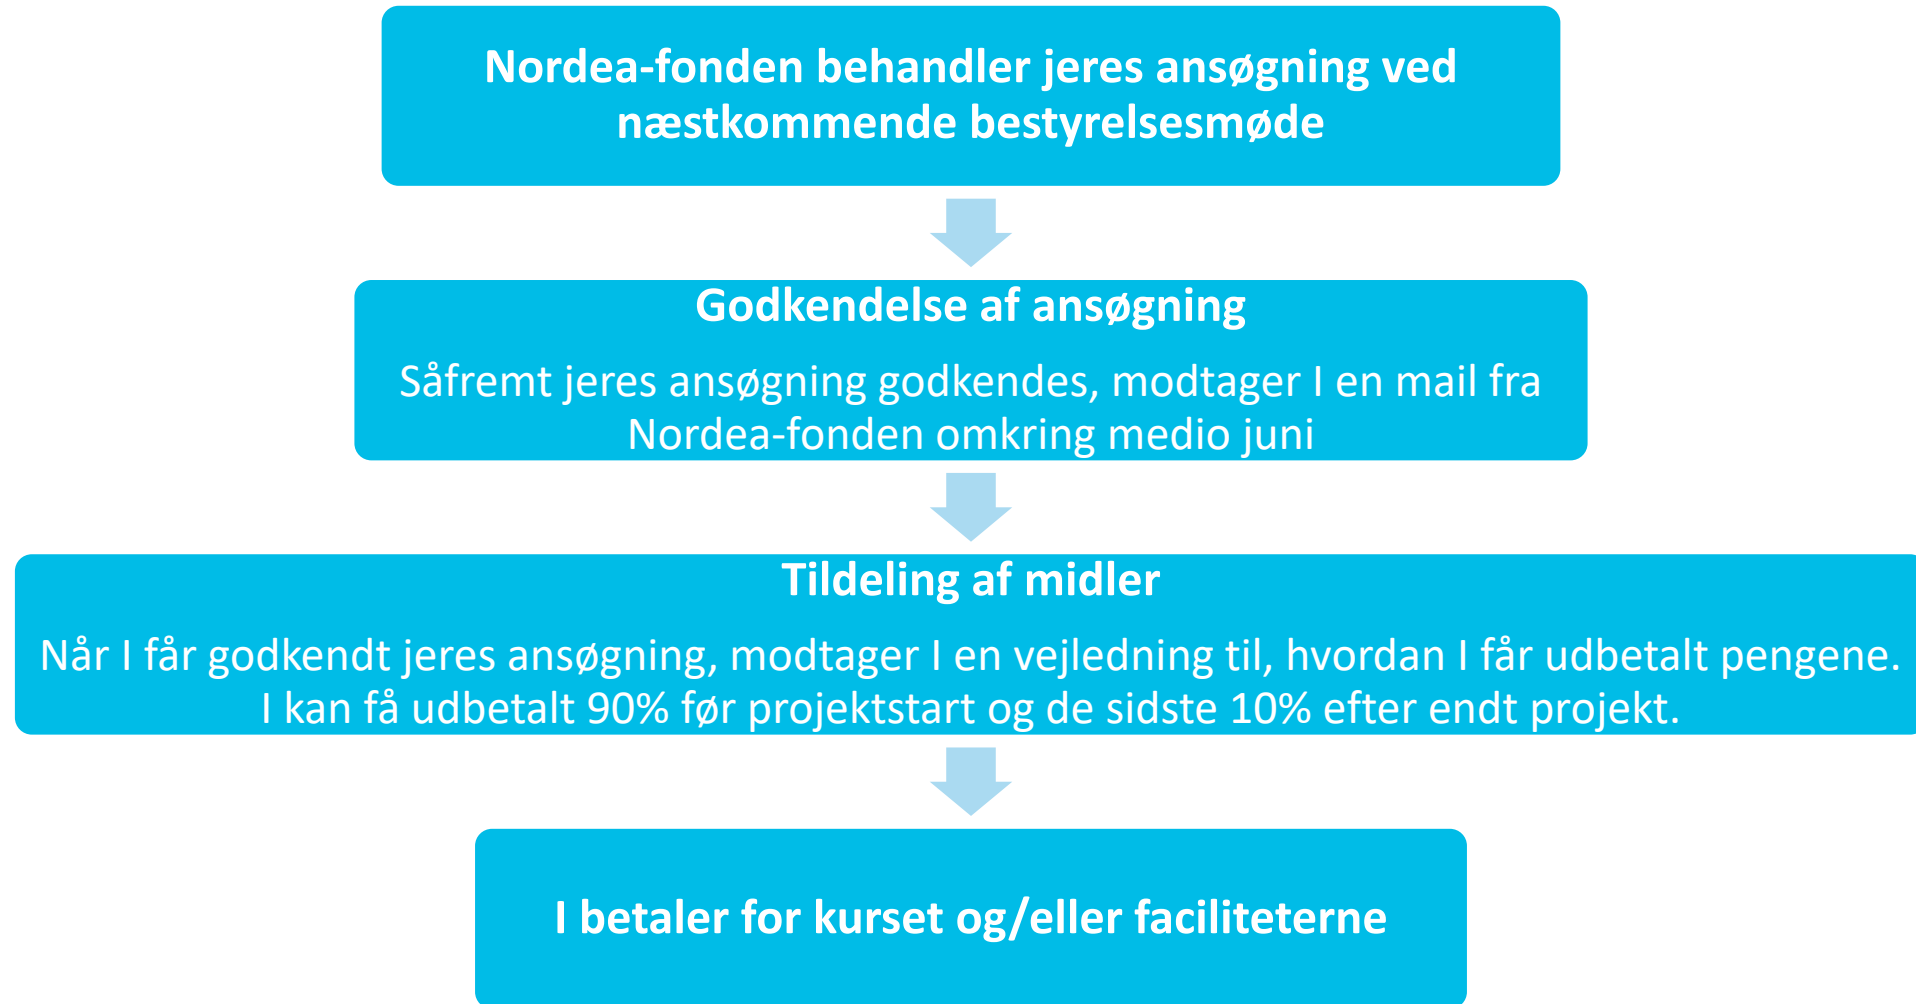 Nordea-fonden behandler jeres ansøgning ved
næstkommende bestyrelsesmøde
Godkendelse af ansøgning
Såfremt jeres ansøgning godkendes, modtager I en mail fra
Nordea-fonden omkring medio juni
Tildeling af midler
Når I får godkendt jeres ansøgning, modtager I en vejledning til, hvordan I får udbetalt pengene.
I kan få udbetalt 90% før projektstart og de sidste 10% efter endt projekt.
I betaler for kurset og/eller faciliteterne